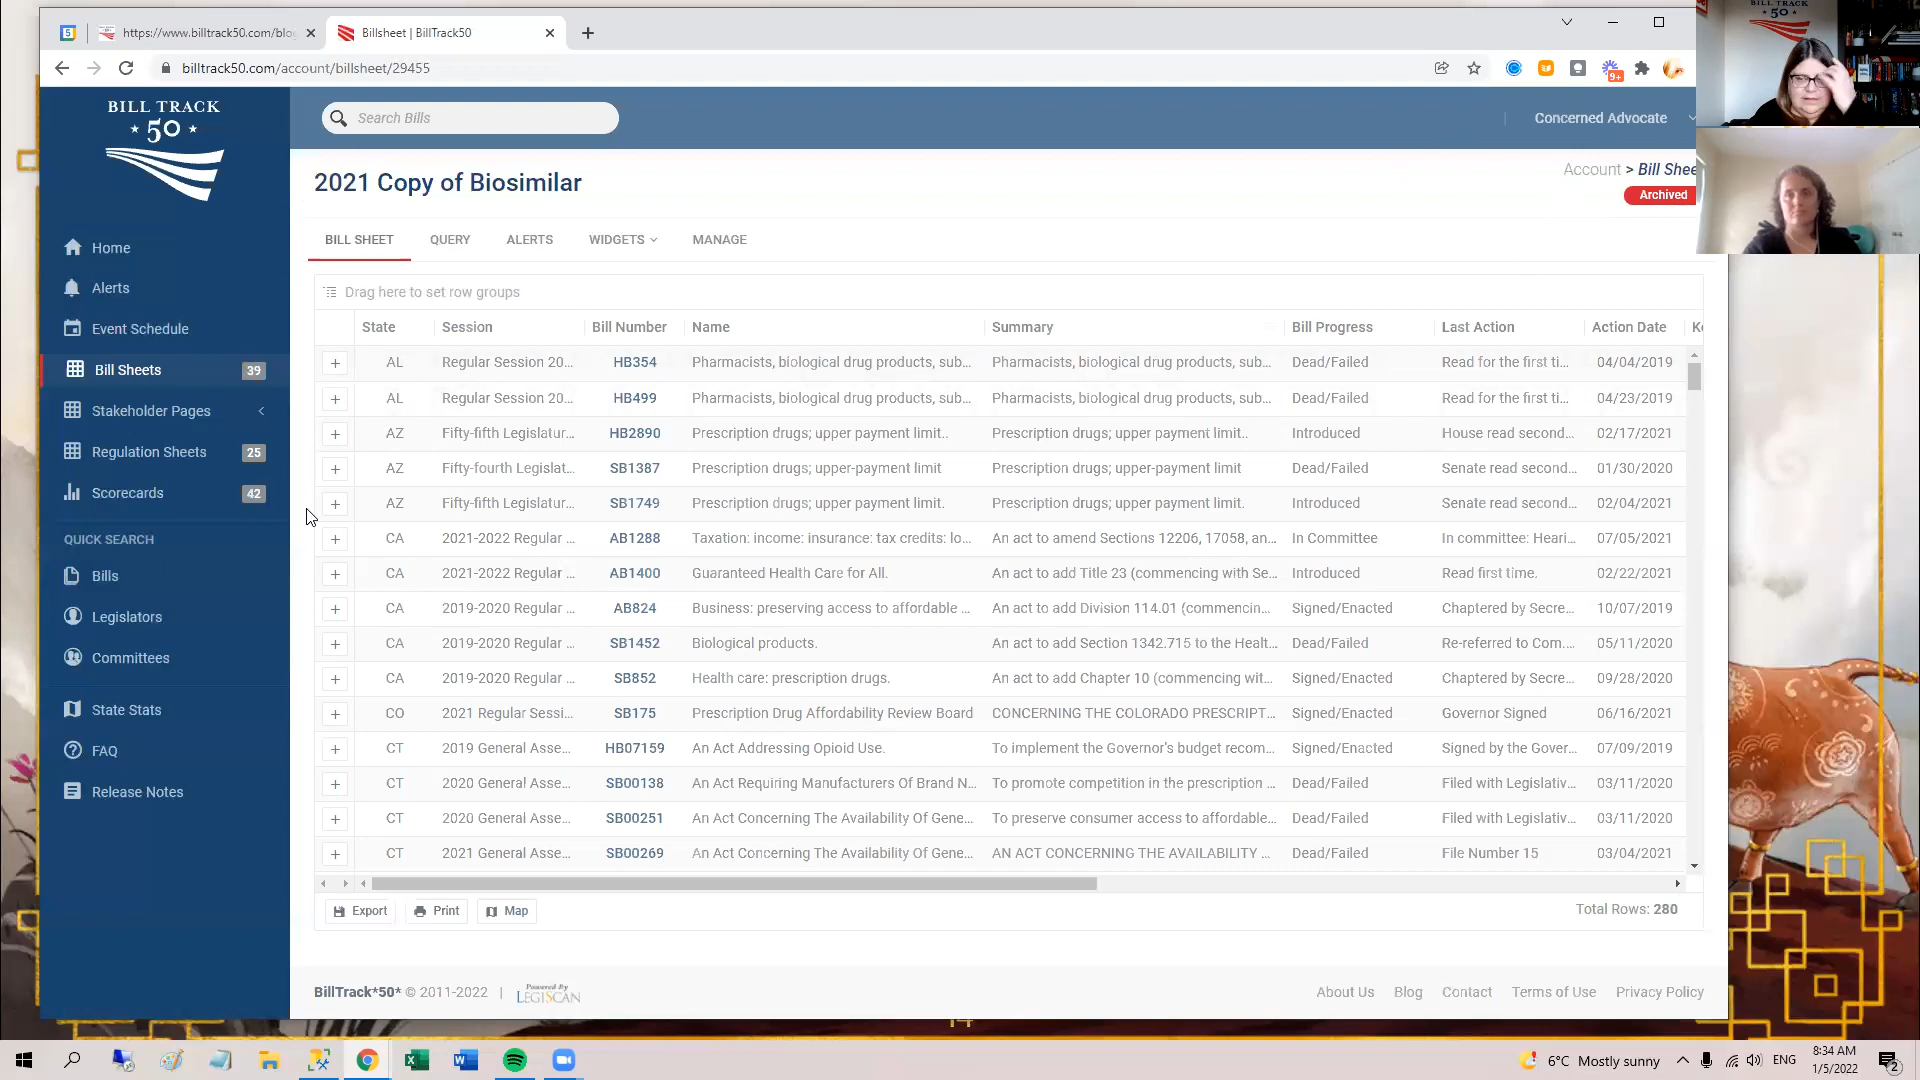 https://www.billtrack50.com/blog
Billsheet | BillTrack50
billtrack50.com/account/billsheet/29455
9+
BILL TRACK
50
Search Bills
Concerned Advocate
BILL TRACK
50
2021 Copy of Biosimilar
Account > Bill Shee
Archived
BILL SHEET QUERY ALERTS WIDGETS MANAGE
Home
Alerts
Event Schedule
Bill Sheets 39
Stakeholder Pages
Regulation Sheets 25
Scorecards 42
QUICK SEARCH
Bills
Legislators
Committees
State Stats
FAQ
Release Notes
Drag here to set row groups
State Session Bill Number Name Summary Bill Progress Last Action Action Date
AL Regular Session 20... HB354 Pharmacists, biological drug products, sub... Pharmacists, biological drug products, sub... Dead/Failed Read for the first ti... 04/04/2019
AL Regular Session 20... HB499 Pharmacists, biological drug products, sub... Pharmacists, biological drug products, sub... Dead/Failed Read for the first ti... 04/23/2019
AZ Fifty-fifth Legislatur... HB2890 Prescription drugs; upper payment limit.. Prescription drugs; upper payment limit.. Introduced House read second... 02/17/2021
AZ Fifty-fourth Legislat... SB1387 Prescription drugs; upper-payment limit Prescription drugs; upper-payment limit Dead/Failed Senate read second... 01/30/2020
AZ Fifty-fifth Legislatur... SB1749 Prescription drugs; upper payment limit. Prescription drugs; upper payment limit. Introduced Senate read second... 02/04/2021
CA 2021-2022 Regular ... AB1288 Taxation: income: insurance: tax credits: lo... An act to amend Sections 12206, 17058, an... In Committee In committee: Heari... 07/05/2021
CA 2021-2022 Regular ... AB1400 Guaranteed Health Care for All. An act to add Title 23 (commencing with Se... Introduced Read first time. 02/22/2021
CA 2019-2020 Regular ... AB824 Business: preserving access to affordable ... An act to add Division 114.01 (commencin... Signed/Enacted Chaptered by Secre... 10/07/2019
CA 2019-2020 Regular ... SB1452 Biological products. An act to add Section 1342.715 to the Healt... Dead/Failed Re-referred to Com.... 05/11/2020
CA 2019-2020 Regular ... SB852 Health care: prescription drugs. An act to add Chapter 10 (commencing wit... Signed/Enacted Chaptered by Secre... 09/28/2020
CO 2021 Regular Sessi... SB175 Prescription Drug Affordability Review Board CONCERNING THE COLORADO PRESCRIPT... Signed/Enacted Governor Signed 06/16/2021
CT 2019 General Asse... HB07159 An Act Addressing Opioid Use. To implement the Governor's budget recom... Signed/Enacted Signed by the Gover... 07/09/2019
CT 2020 General Asse... SB00138 An Act Requiring Manufacturers Of Brand N... To promote competition in the prescription ... Dead/Failed Filed with Legislativ... 03/11/2020
CT 2020 General Asse... SB00251 An Act Concerning The Availability Of Gene... To preserve consumer access to affordable... Dead/Failed Filed with Legislativ... 03/11/2020
CT 2021 General Asse... SB00269 An Act Concerning The Availability Of Gene... AN ACT CONCERNING THE AVAILABILITY ... Dead/Failed File Number 15 03/04/2021
Export Print Map
Total Rows: 280
BillTrack*50* © 2011-2022 | Powered By LEGISCAN
About Us Blog Contact Terms of Use Privacy Policy
14
6°C Mostly sunny
ENG
8:34 AM
1/5/2022
2